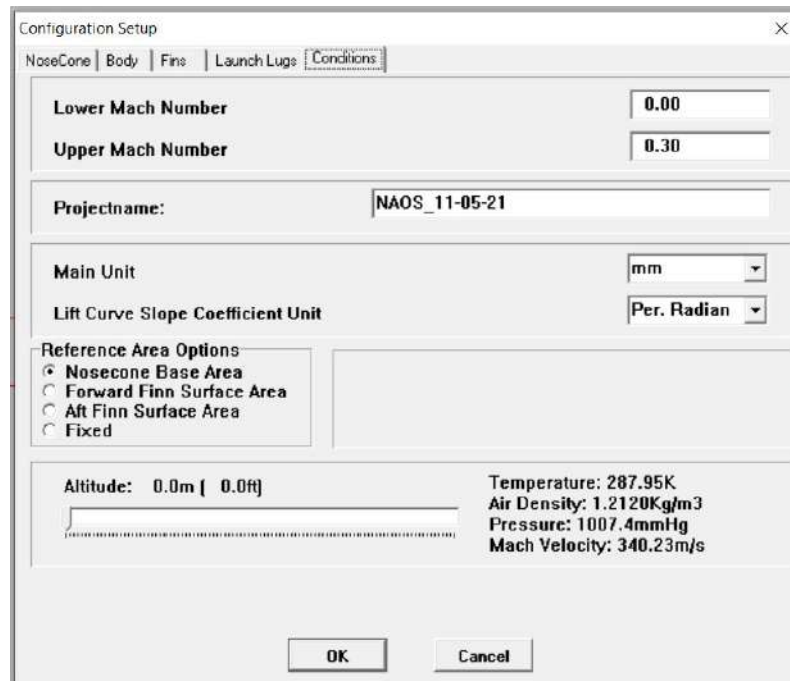 Configuration Setup
NoseCone Body Fins Launch Lugs Conditions
Lower Mach Number 0.00
Upper Mach Number 0.30
Projectname: NAOS_11-05-21
Main Unit mm
Lift Curve Slope Coefficient Unit Per. Radian
Reference Area Options
Nosecone Base Area
Forward Finn Surface Area
Aft Finn Surface Area
Fixed
Altitude: 0.0m ( 0.0ft)
Temperature: 287.95K
Air Density: 1.2120Kg/m3
Pressure: 1007.4mmHg
Mach Velocity: 340.23m/s
OK Cancel